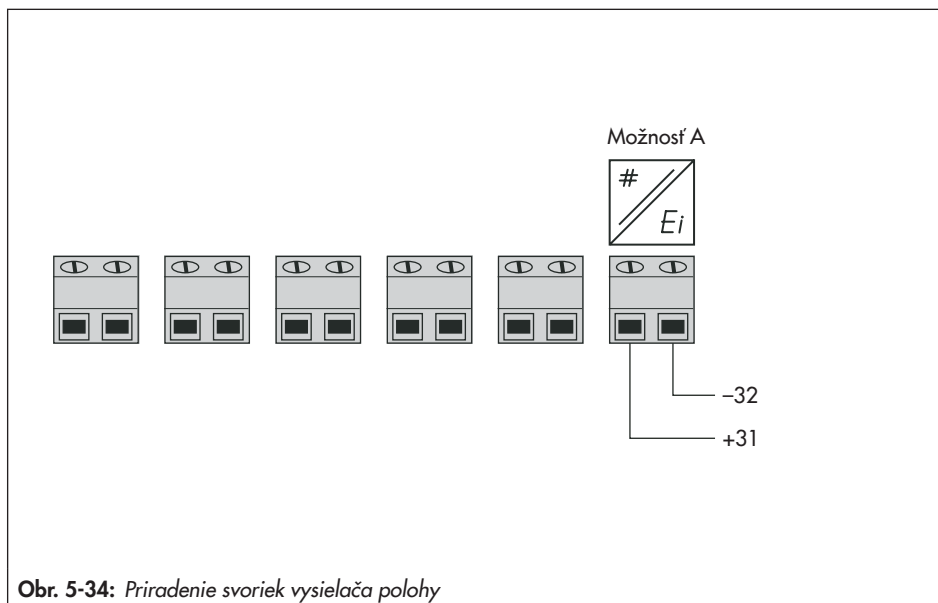 Možnosť A
#
Ei
–32
+31
Obr. 5-34: Priradenie svoriek vysielača polohy